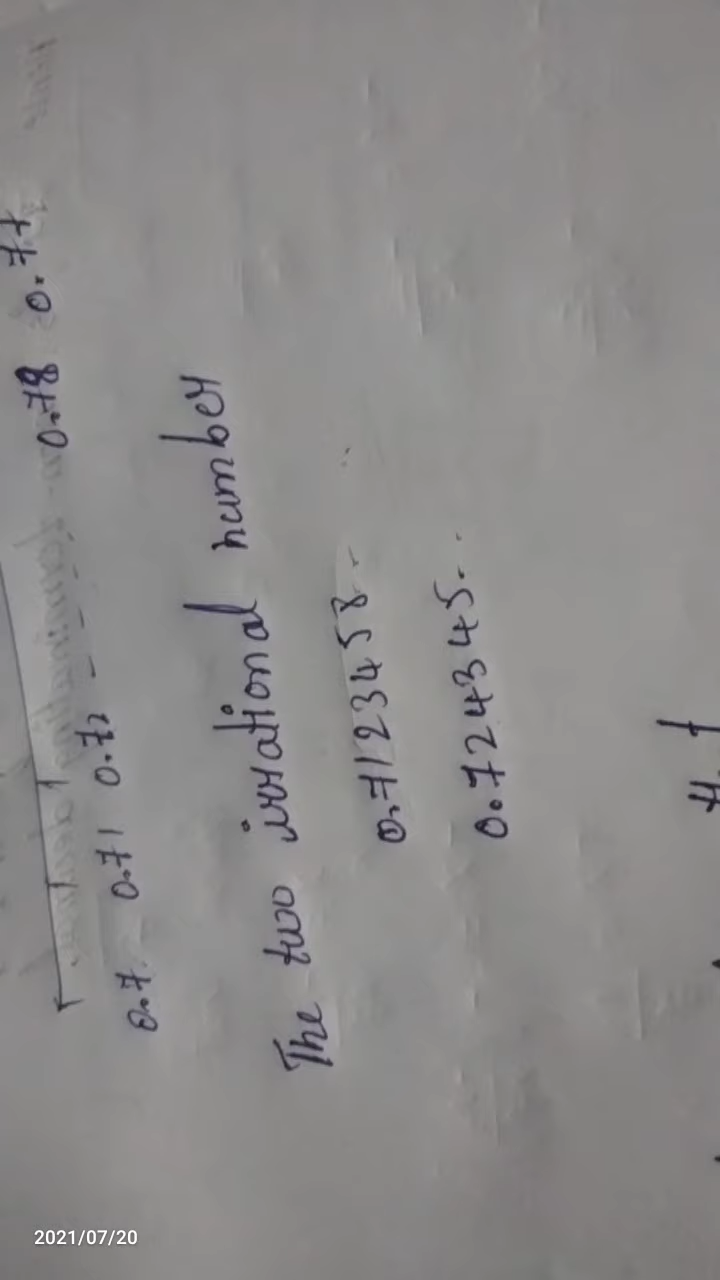 0.7 0.71 0.72 - - - - 0.78 0.77
The two irrational number
0.7123458 - -
0.724345. ..
2021/07/20